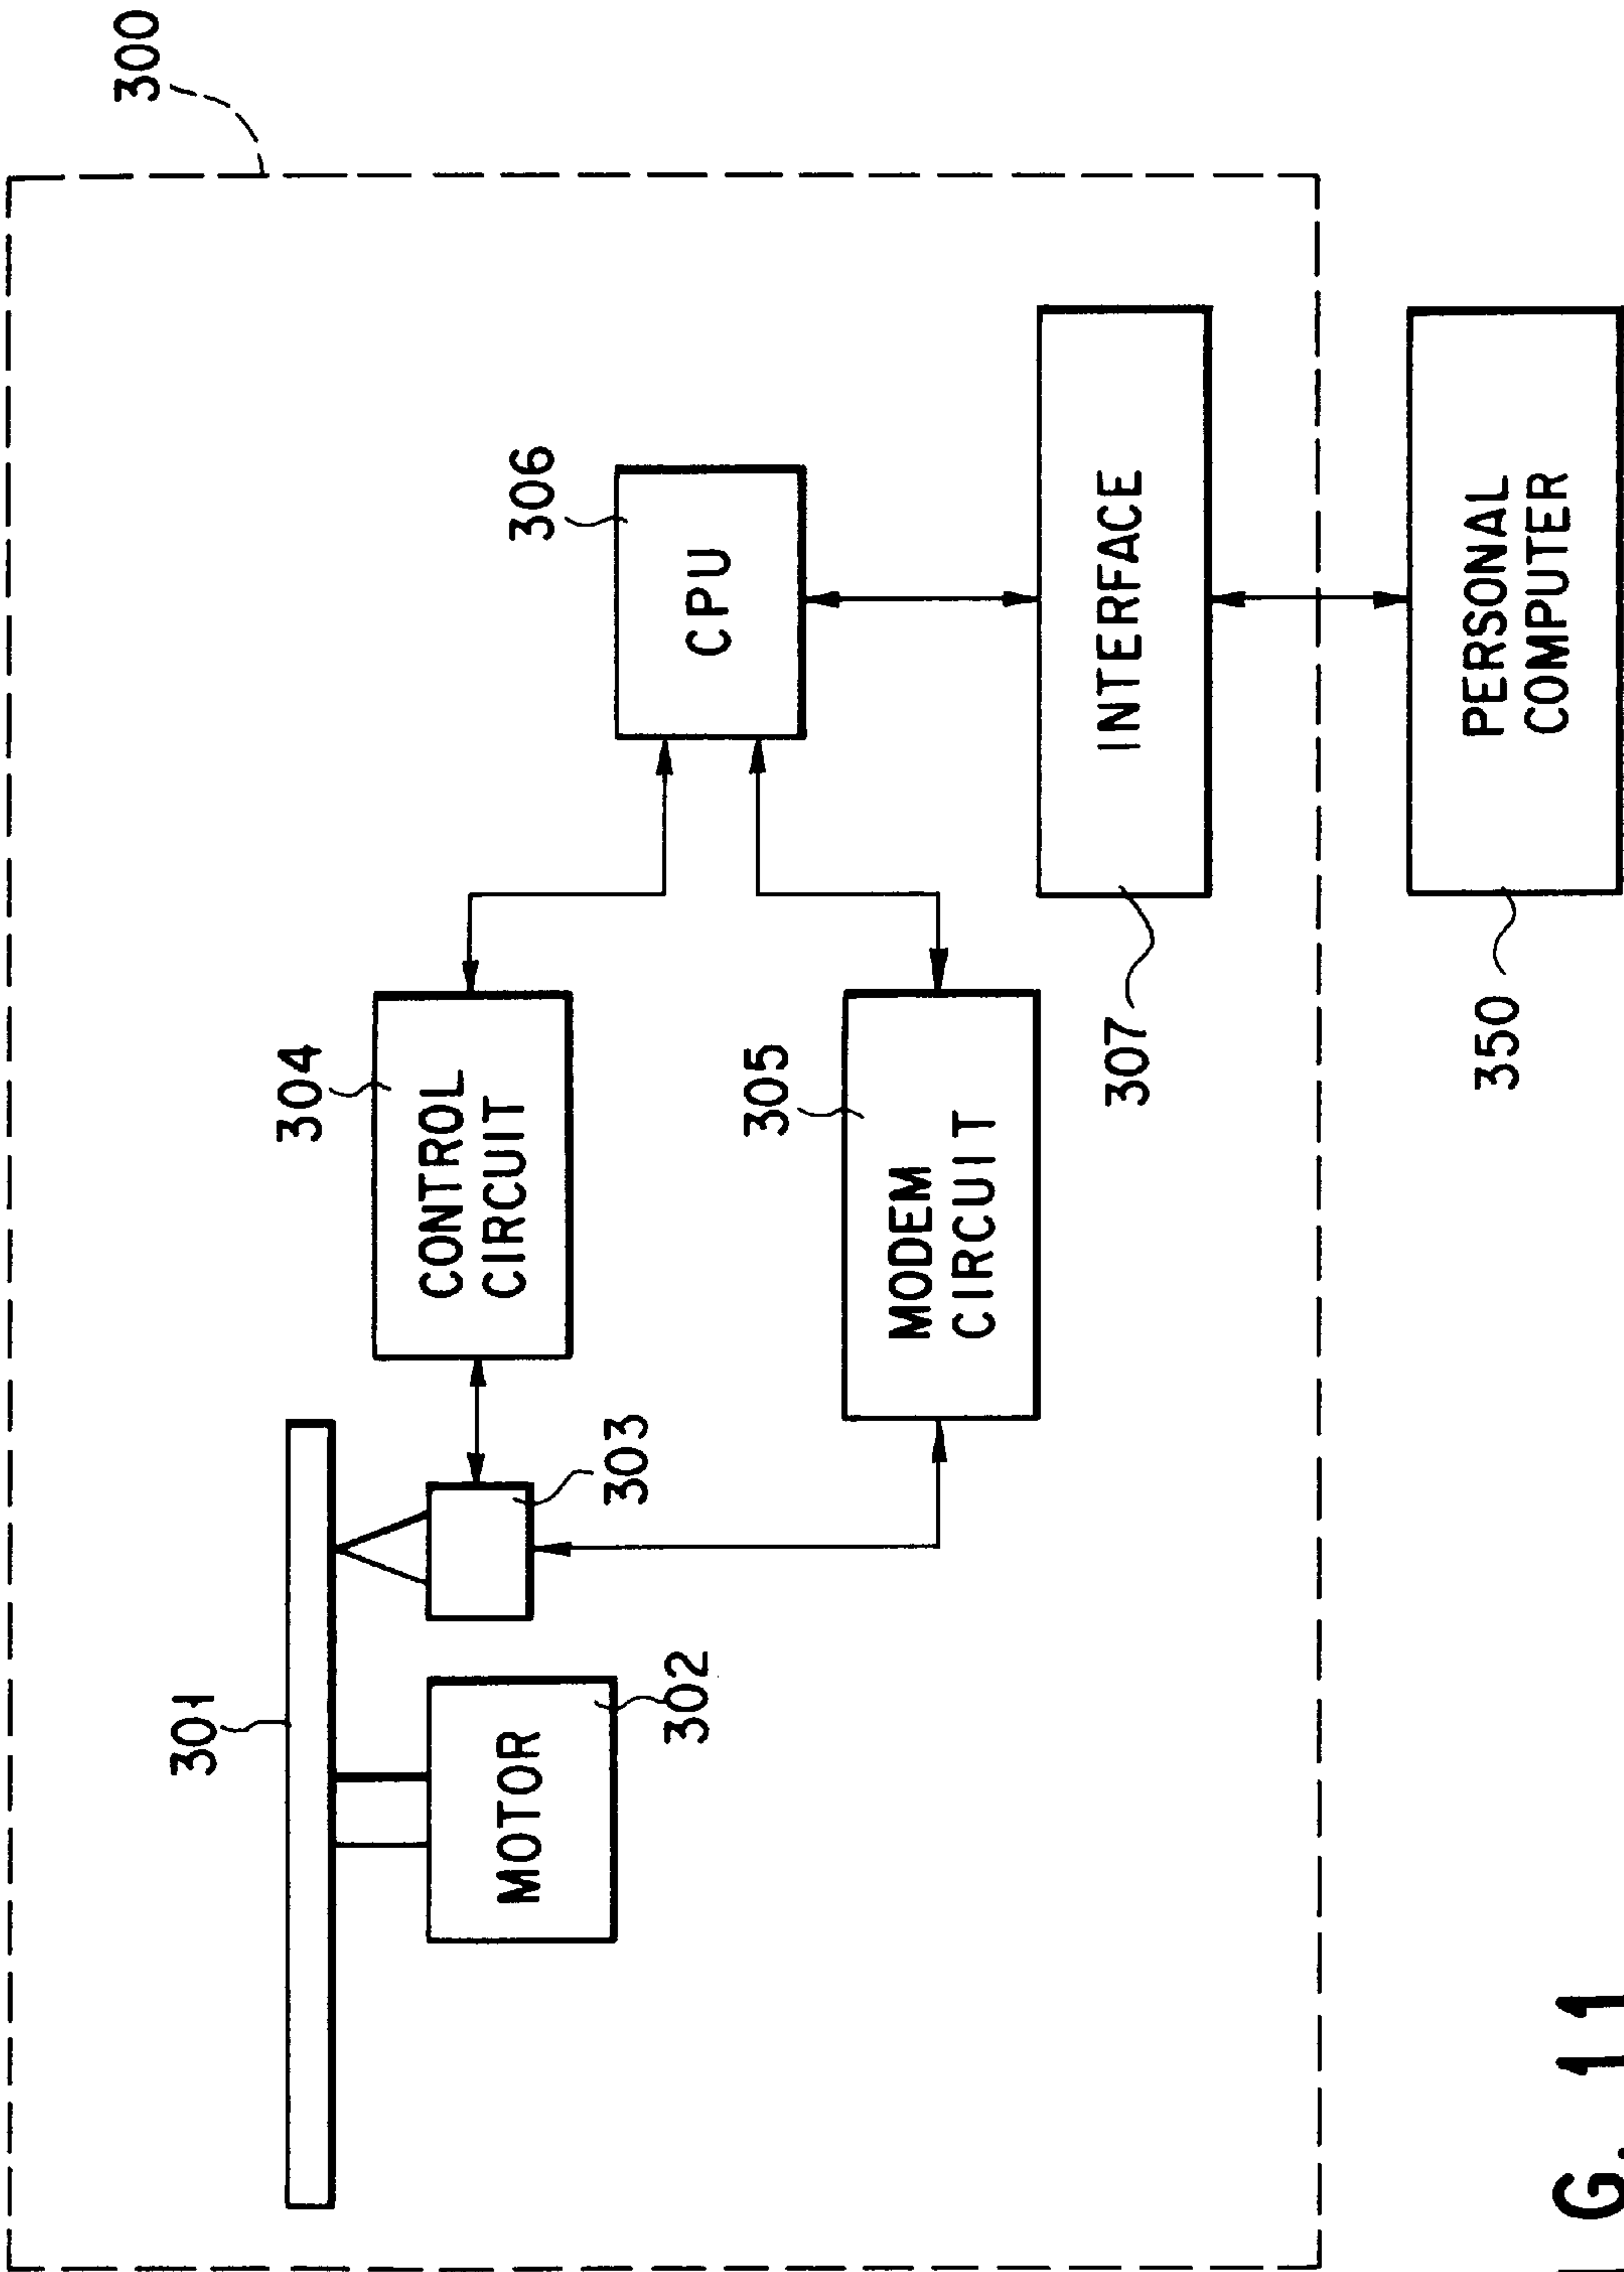 300
301
304
306
CONTROL
CIRCUIT
CPU
MOTOR
302
303
305
MODEM
CIRCUIT
307
INTERFACE
350
PERSONAL
COMPUTER
G. 11